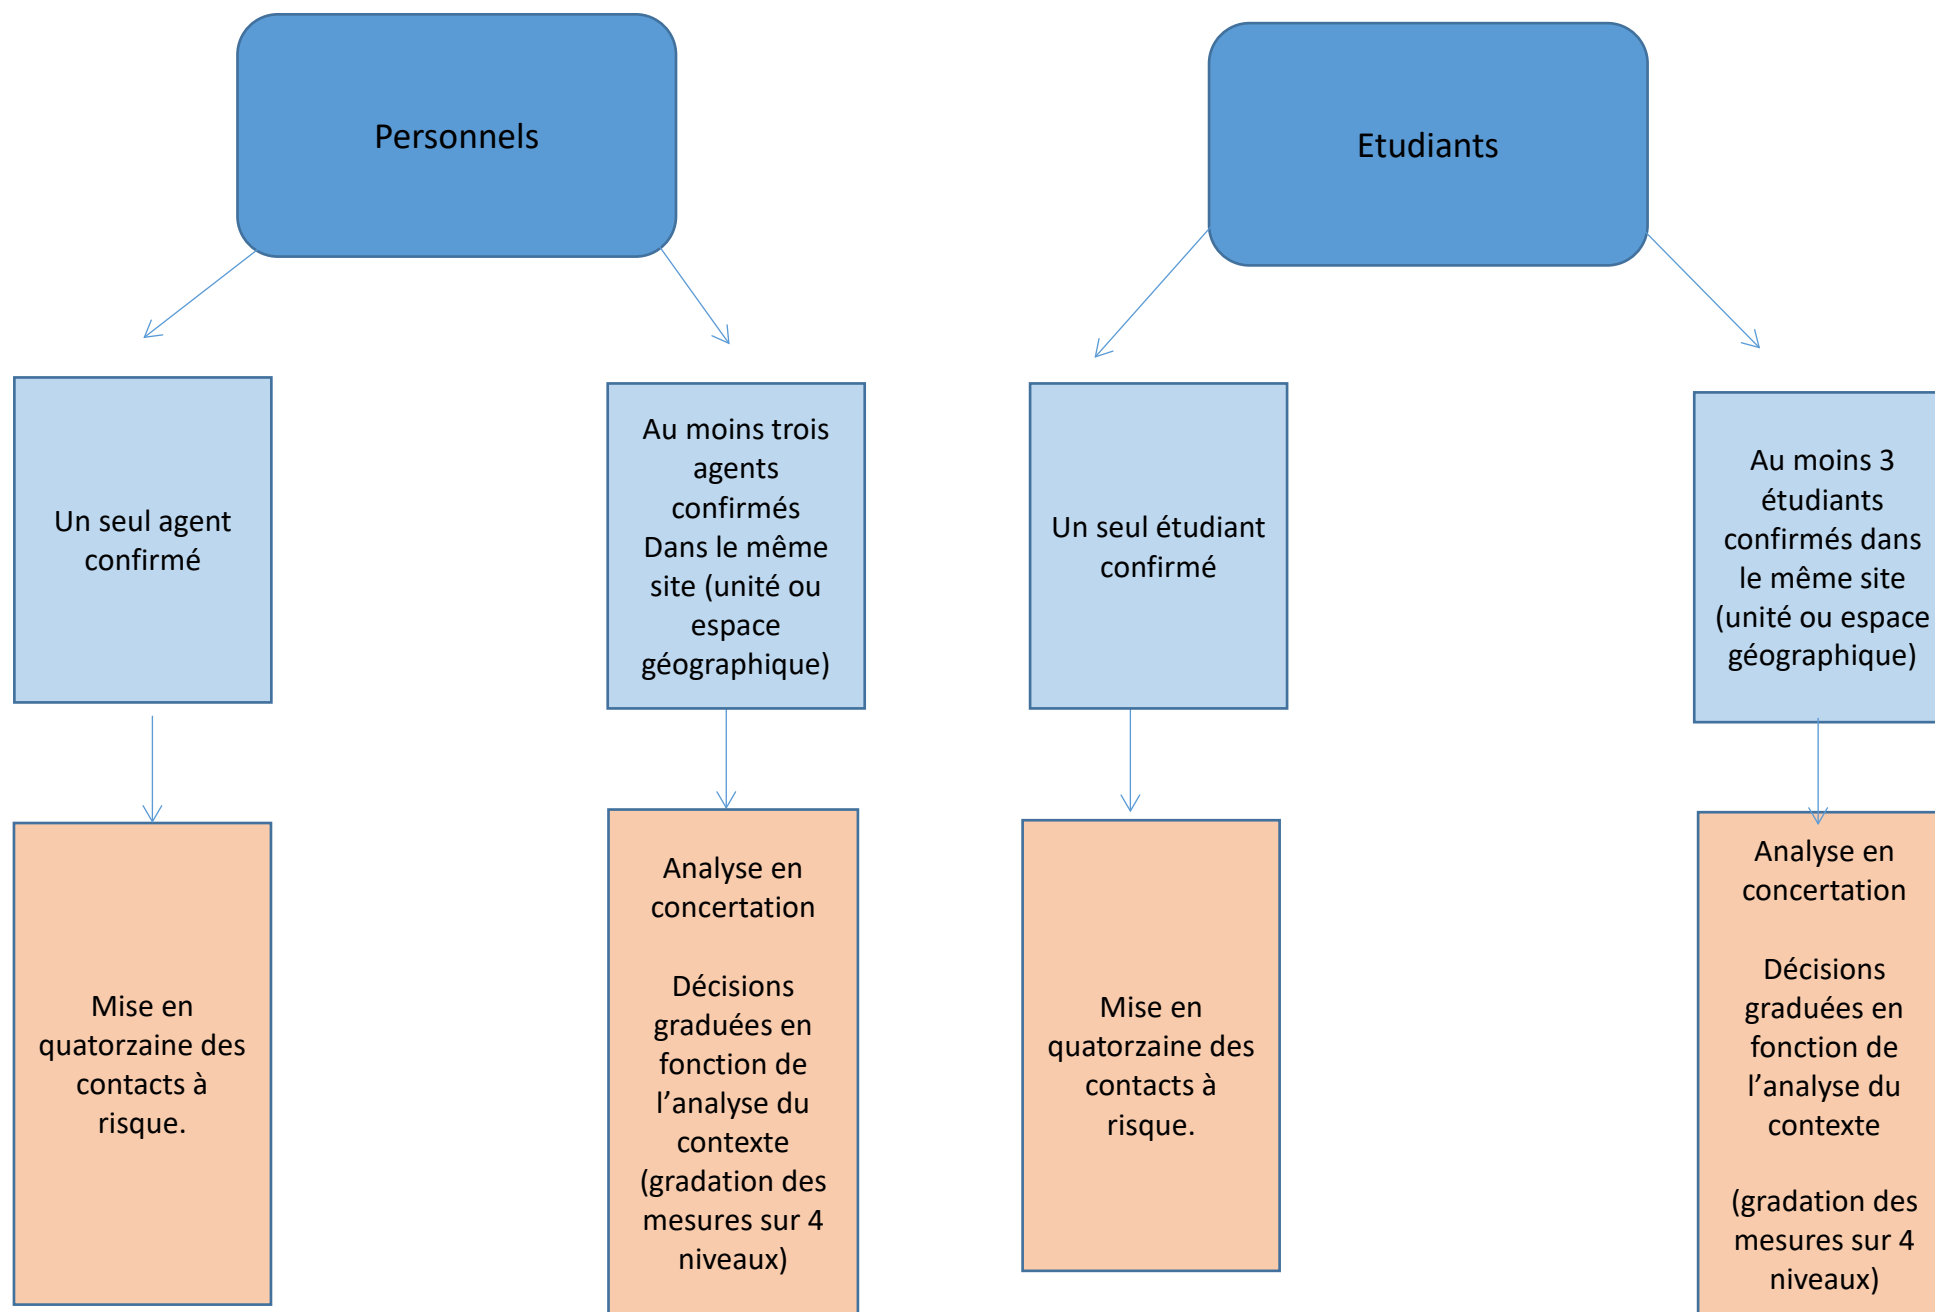 Personnels
Etudiants
Un seul agent
confirmé
Au moins trois
agents
confirmés
Dans le même
site (unité ou
espace
géographique)
Un seul étudiant
confirmé
Au moins 3
étudiants
confirmés dans
le même site
(unité ou espace
géographique)
Mise en
quatorzaine des
contacts à
risque.
Analyse en
concertation
Décisions
graduées en
fonction de
l’analyse du
contexte
(gradation des
mesures sur 4
niveaux)
Mise en
quatorzaine des
contacts à
risque.
Analyse en
concertation
Décisions
graduées en
fonction de
l’analyse du
contexte
(gradation des
mesures sur 4
niveaux)